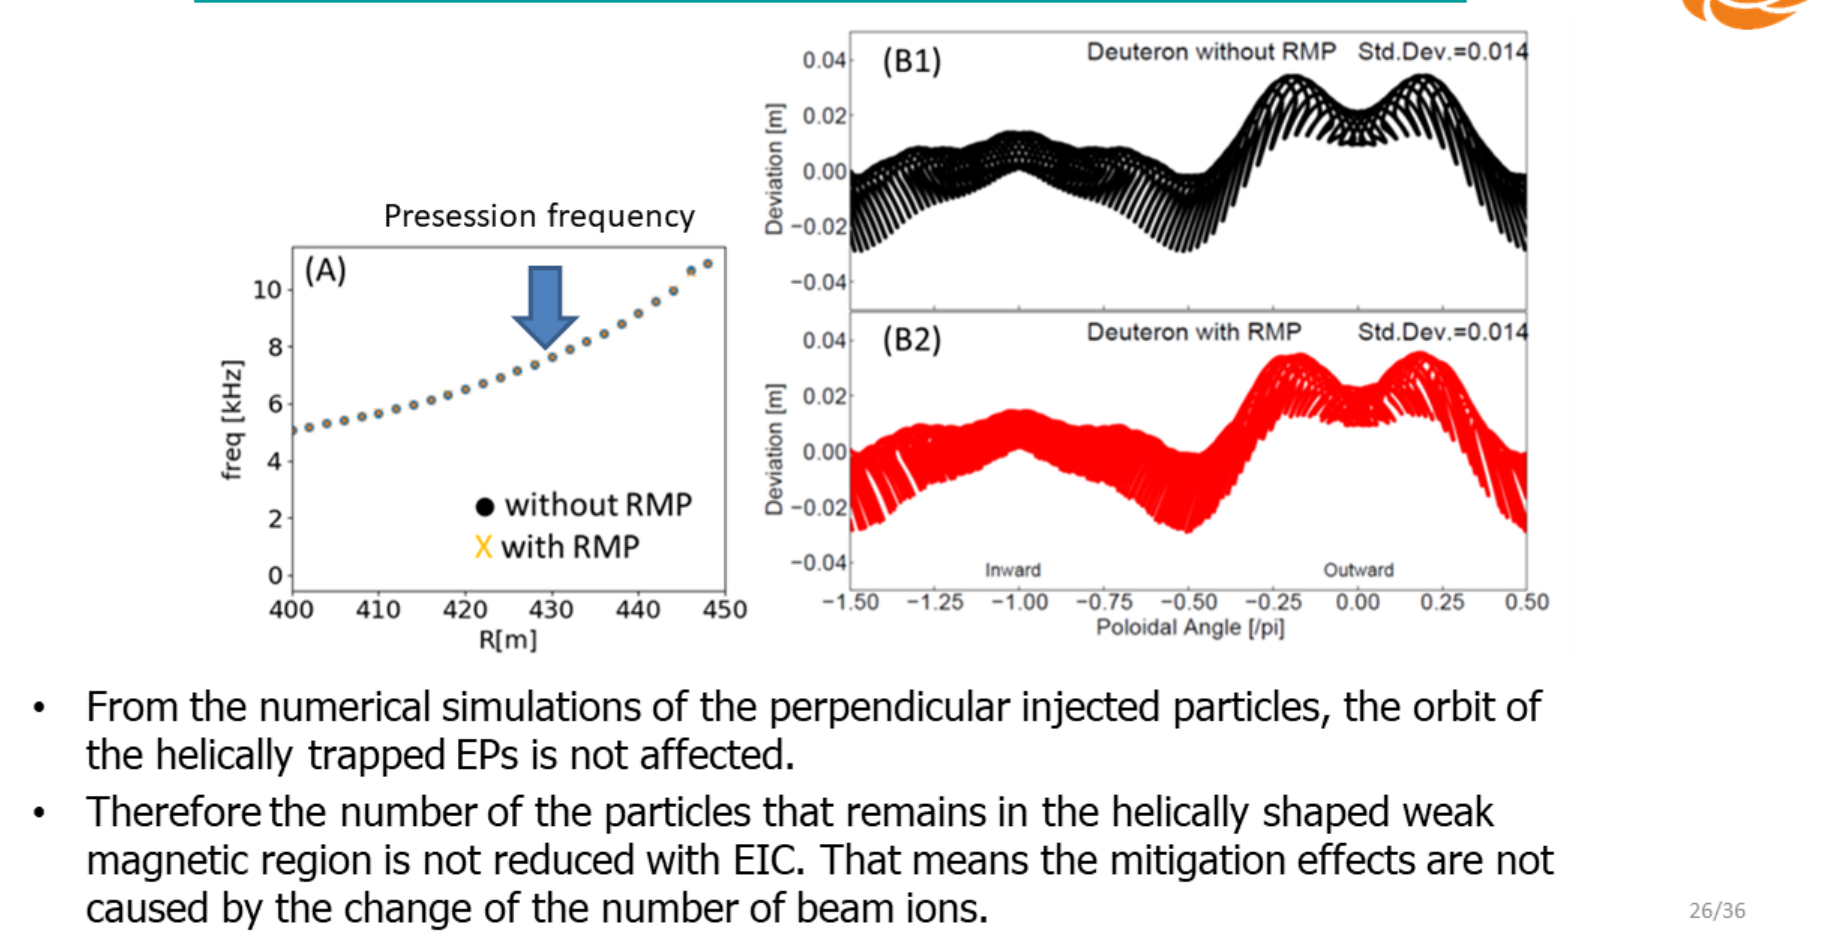 Presession frequency
(A)
10
8
6
4
2
0
freq [kHz]
● without RMP
X with RMP
400 410 420 430 440 450
R[m]
(B1)
Deuteron without RMP Std.Dev.=0.014
0.04
0.02
0.00
−0.02
−0.04
Deviation [m]
(B2)
Deuteron with RMP Std.Dev.=0.014
0.04
0.02
0.00
−0.02
−0.04
Deviation [m]
Inward Outward
−1.50 −1.25 −1.00 −0.75 −0.50 −0.25 0.00 0.25 0.50
Poloidal Angle [/pi]
• From the numerical simulations of the perpendicular injected particles, the orbit of
the helically trapped EPs is not affected.
• Therefore the number of the particles that remains in the helically shaped weak
magnetic region is not reduced with EIC. That means the mitigation effects are not
caused by the change of the number of beam ions.
26/36